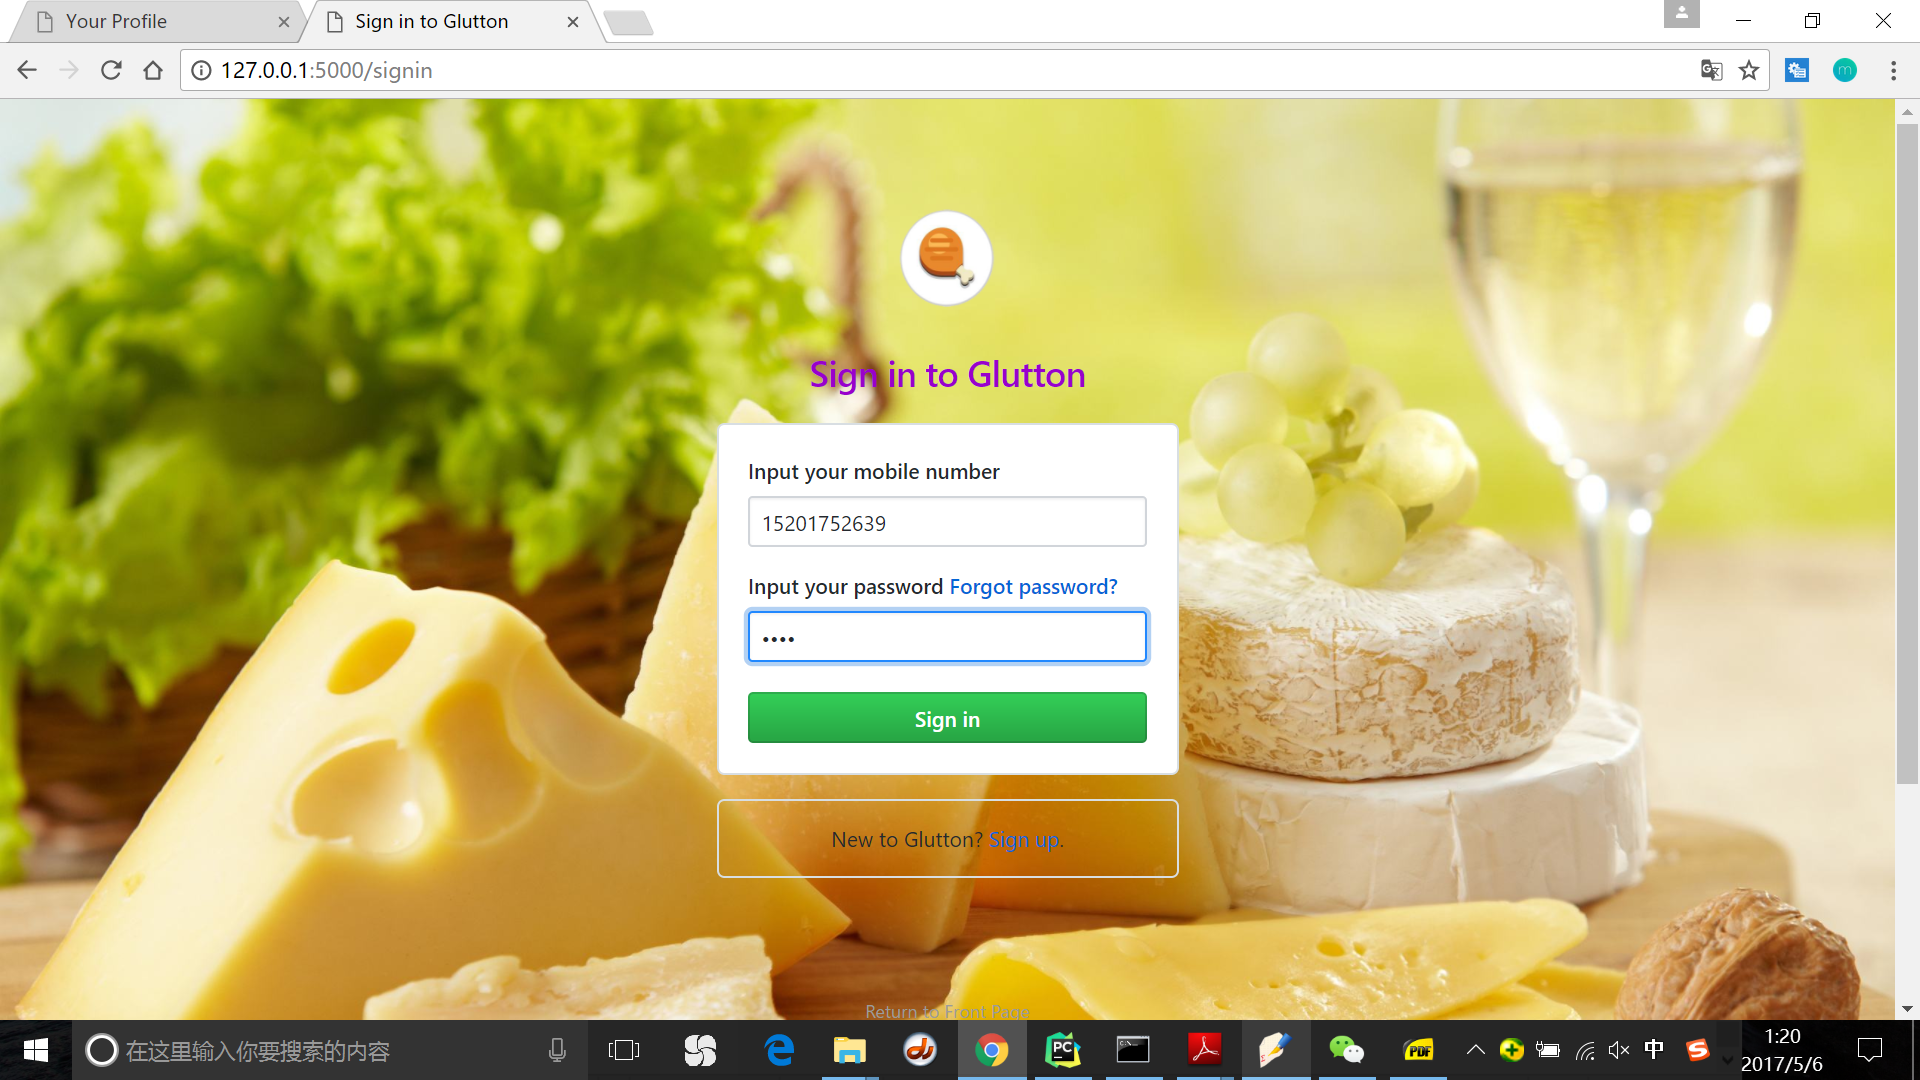 Your Profile
Sign in to Glutton
127.0.0.1:5000/signin
m
Sign in to Glutton
Input your mobile number
15201752639
Input your password Forgot password?
••••
Sign in
New to Glutton? Sign up.
Return to Front Page
在这里输入你要搜索的内容
PC
PDF
中
S
1:20
2017/5/6